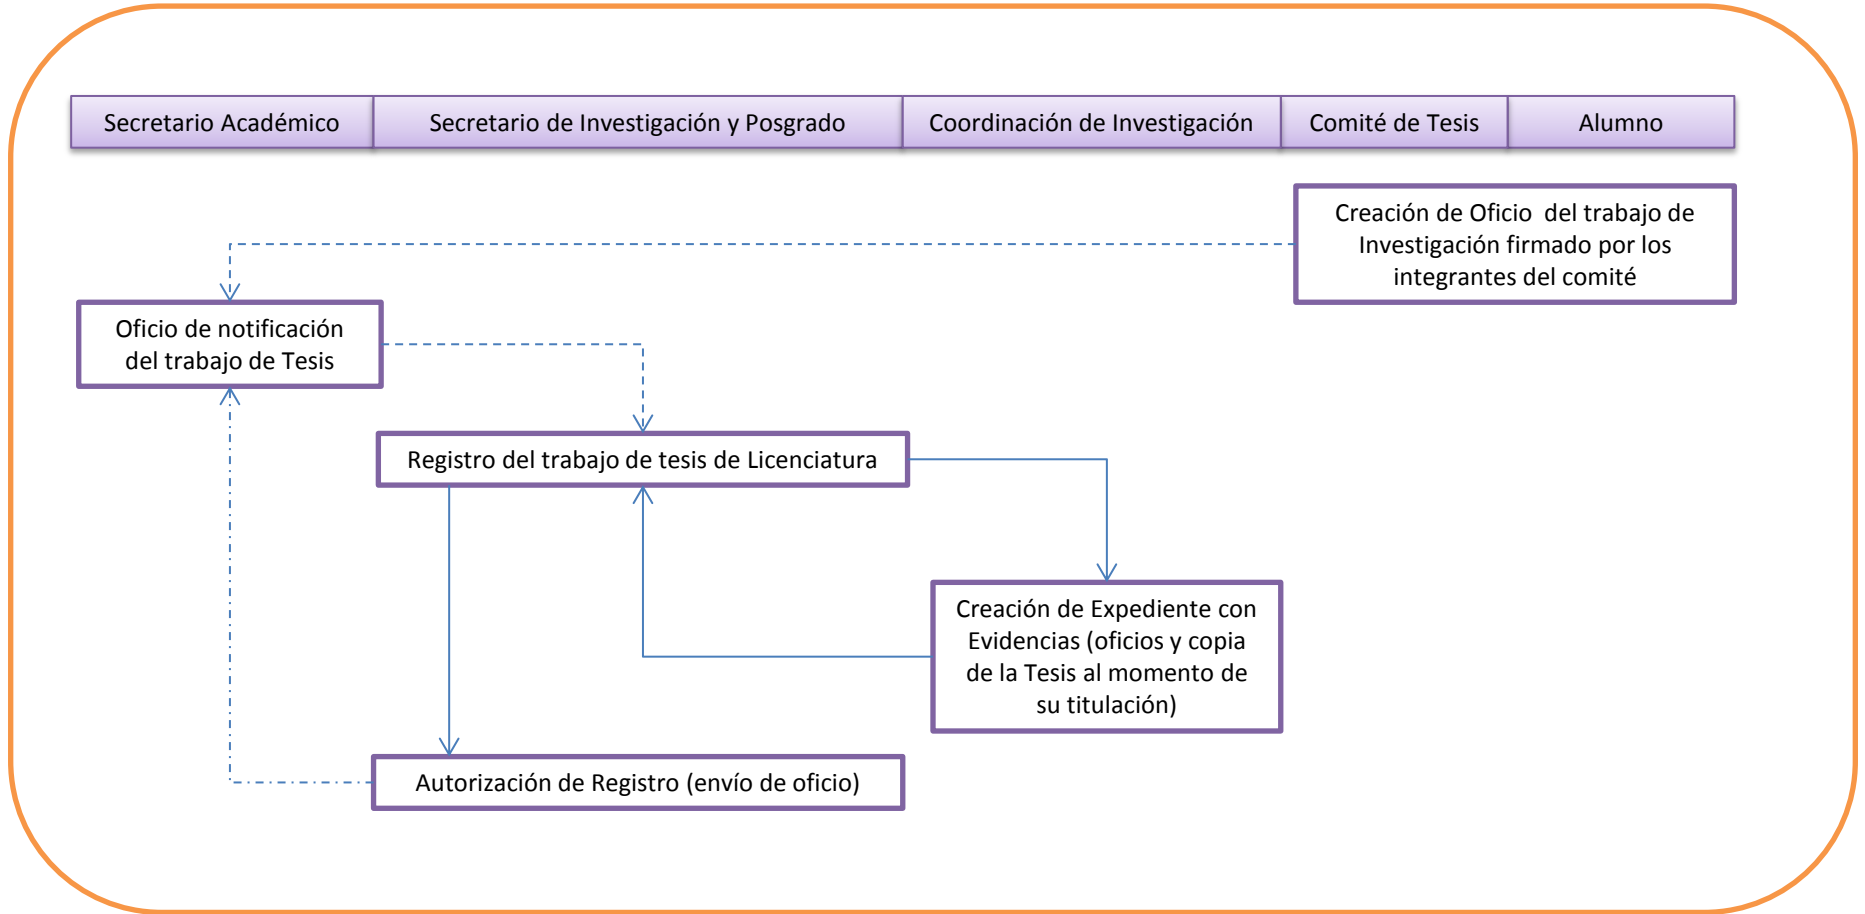 Secretario Académico
Secretario de Investigación y Posgrado
Coordinación de Investigación
Comité de Tesis
Alumno
Creación de Oficio del trabajo de
Investigación firmado por los
integrantes del comité
Oficio de notificación
del trabajo de Tesis
Registro del trabajo de tesis de Licenciatura
Creación de Expediente con
Evidencias (oficios y copia
de la Tesis al momento de
su titulación)
Autorización de Registro (envío de oficio)